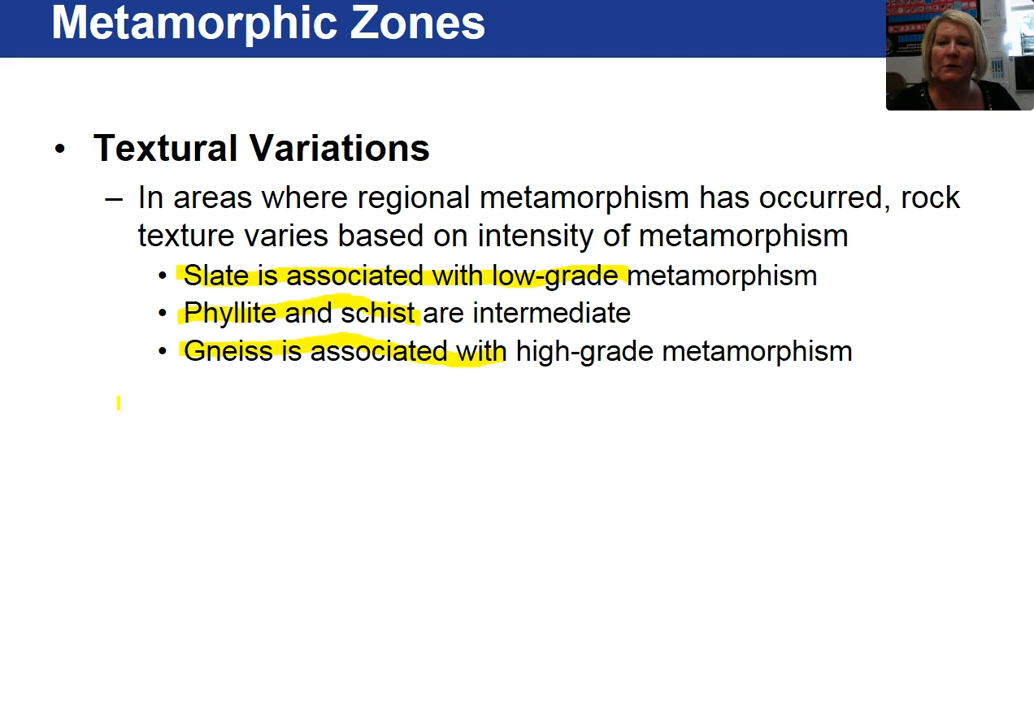 Metamorphic Zones
• Textural Variations
– In areas where regional metamorphism has occurred, rock
texture varies based on intensity of metamorphism
• Slate is associated with low-grade metamorphism
• Phyllite and schist are intermediate
• Gneiss is associated with high-grade metamorphism